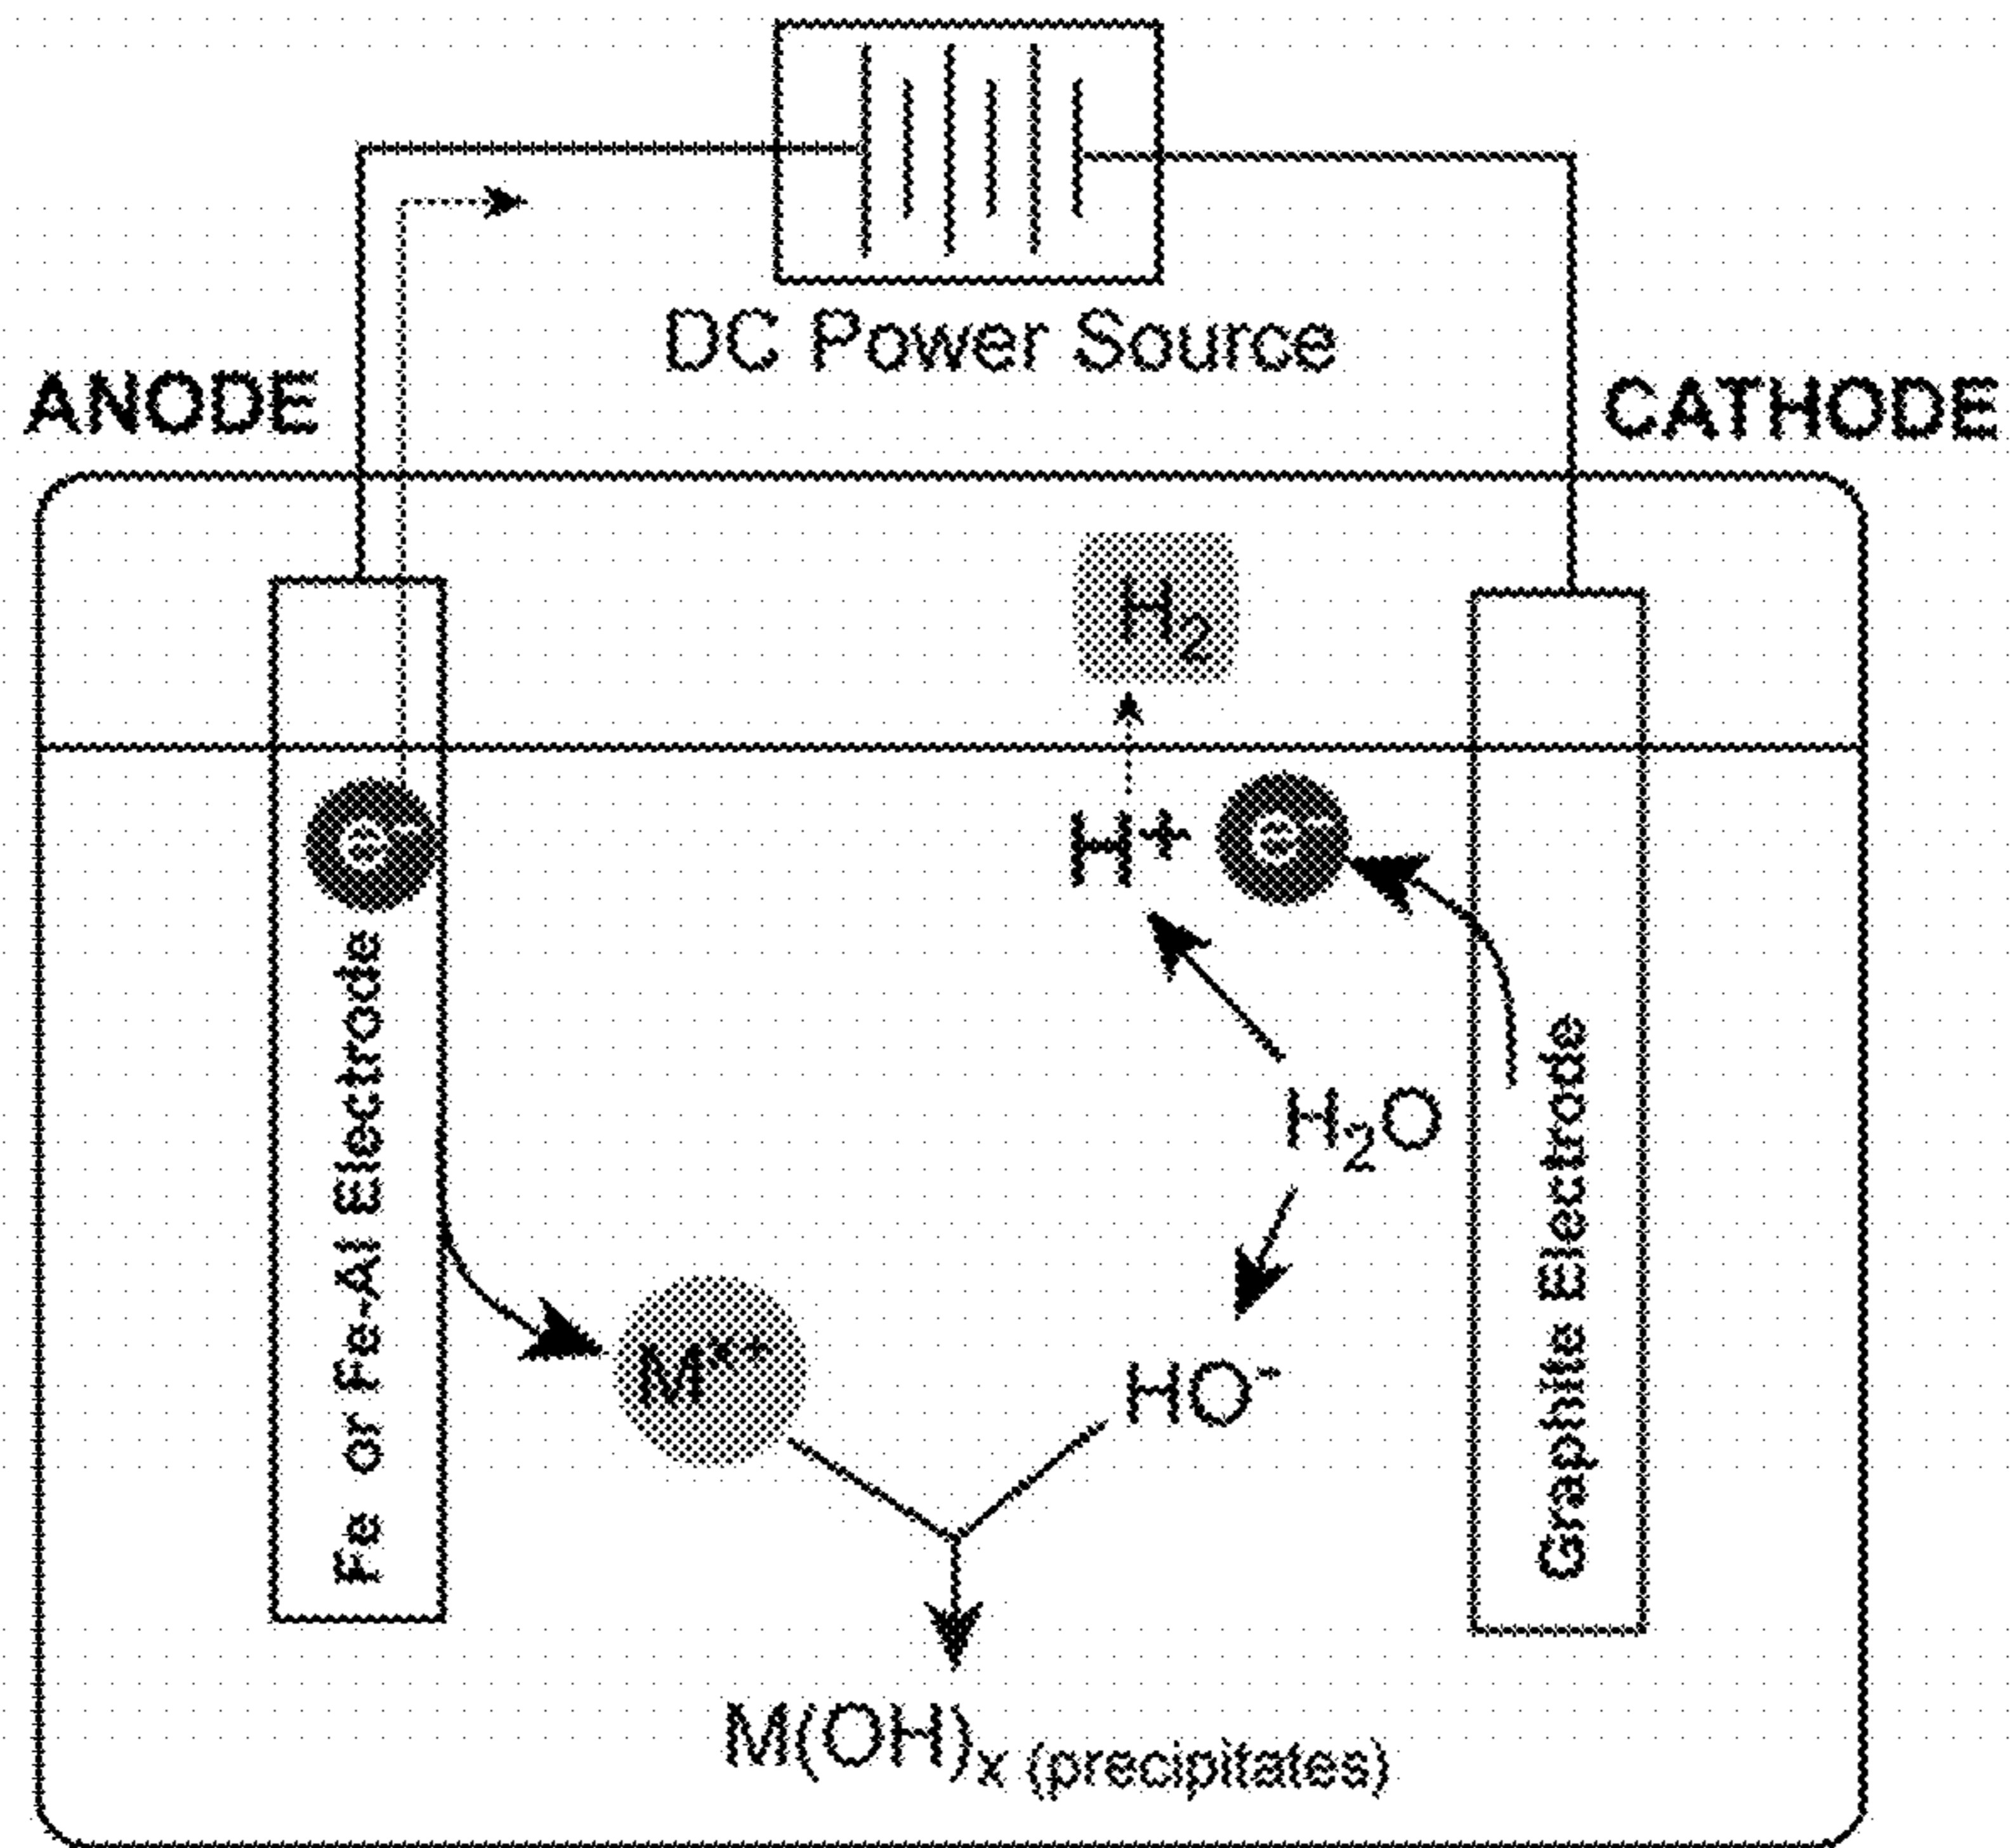 DC Power Source
ANODE
CATHODE
H₂
e⁻
H⁺
e⁻
Fe or Fe-Al Electrode
H₂O
Graphite Electrode
Mˣ⁺
HO⁻
M(OH)ₓ (precipitates)